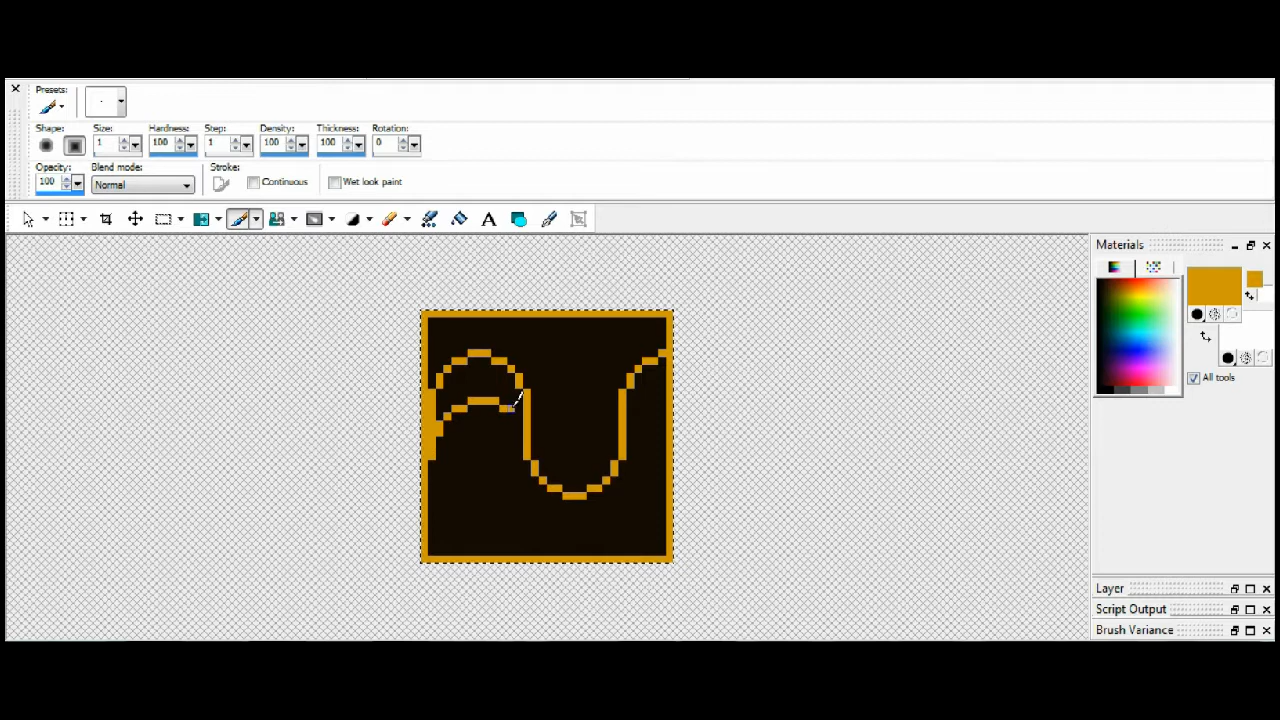 Presets:
Shape: Size: Hardness: Step: Density: Thickness: Rotation:
1 100 1 100 100 0
Opacity: Blend mode: Stroke:
100 Normal Continuous Wet look paint
A
Materials
All tools
Layer
Script Output
Brush Variance